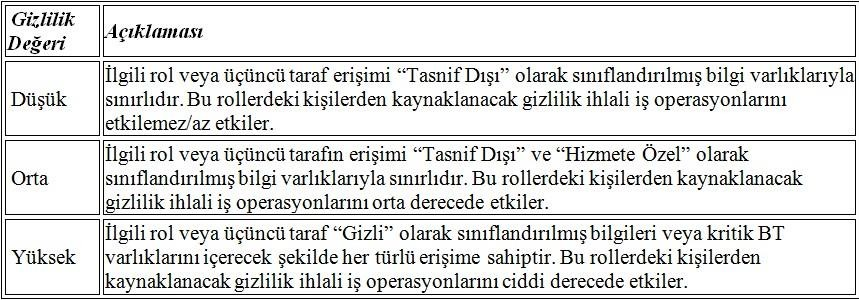 Gizlilik
Değeri
Açıklaması
Düşük
İlgili rol veya üçüncü taraf erişimi “Tasnif Dışı” olarak sınıflandırılmış bilgi varlıklarıyla
sınırlıdır. Bu rollerdeki kişilerden kaynaklanacak gizlilik ihlali iş operasyonlarını
etkilemez/az etkiler.
Orta
İlgili rol veya üçüncü tarafın erişimi “Tasnif Dışı” ve “Hizmete Özel” olarak
sınıflandırılmış bilgi varlıklarıyla sınırlıdır. Bu rollerdeki kişilerden kaynaklanacak
gizlilik ihlali iş operasyonlarını orta derecede etkiler.
Yüksek
İlgili rol veya üçüncü taraf “Gizli” olarak sınıflandırılmış bilgileri veya kritik BT
varlıklarını içerecek şekilde her türlü erişime sahiptir. Bu rollerdeki kişilerden
kaynaklanacak gizlilik ihlali iş operasyonlarını ciddi derecede etkiler.